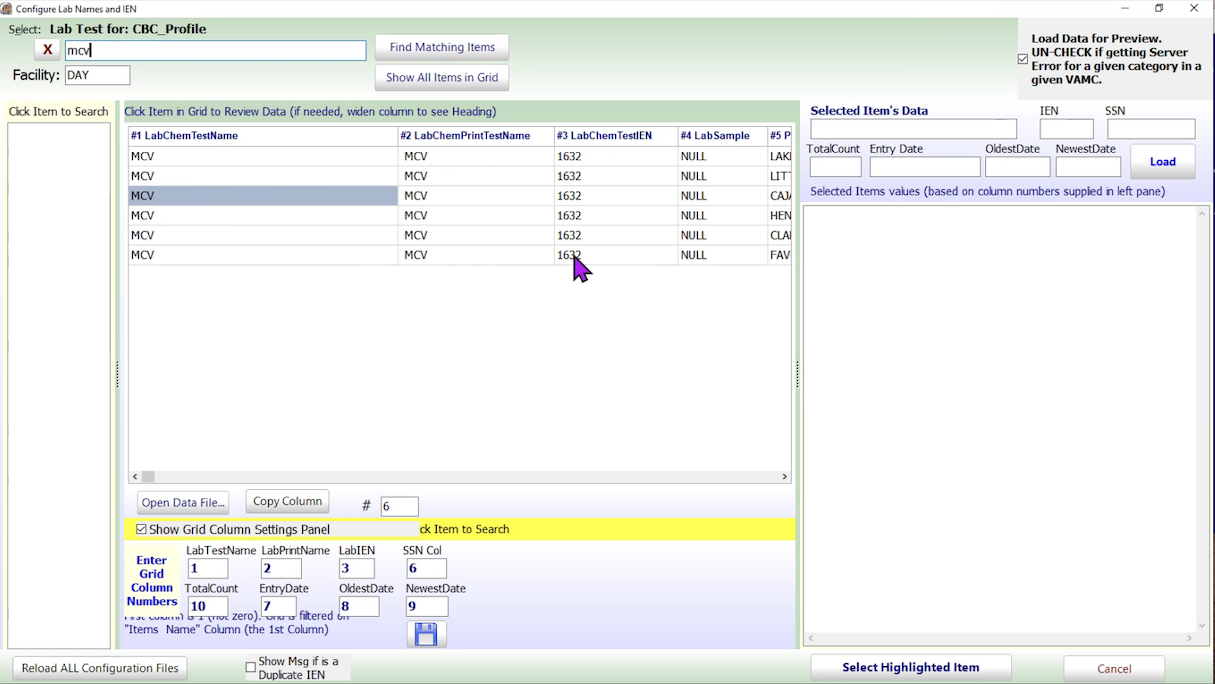 Configure Lab Names and IEN
Select: Lab Test for: CBC_Profile
X mcv
Find Matching Items
Facility: DAY
Show All Items in Grid
Load Data for Preview.
UN-CHECK if getting Server
Error for a given category in a
given VAMC.
Click Item to Search
Click Item in Grid to Review Data (if needed, widen column to see Heading)
#1 LabChemTestName #2 LabChemPrintTestName #3 LabChemTestIEN #4 LabSample #5 P
MCV MCV 1632 NULL LAKI
MCV MCV 1632 NULL LITT
MCV MCV 1632 NULL CAJA
MCV MCV 1632 NULL HEN
MCV MCV 1632 NULL CLAI
MCV MCV 1632 NULL FAV
Selected Item's Data IEN SSN
TotalCount Entry Date OldestDate NewestDate
Load
Selected Items values (based on column numbers supplied in left pane)
Open Data File... Copy Column # 6
Show Grid Column Settings Panel ck Item to Search
Enter
Grid
Column
Numbers
LabTestName LabPrintName LabIEN SSN Col
1 2 3 6
TotalCount EntryDate OldestDate NewestDate
10 7 8 9
First column is 1 (not zero). Grid is filtered on
"Items Name" Column (the 1st Column)
Reload ALL Configuration Files
Show Msg if is a
Duplicate IEN
Select Highlighted Item
Cancel